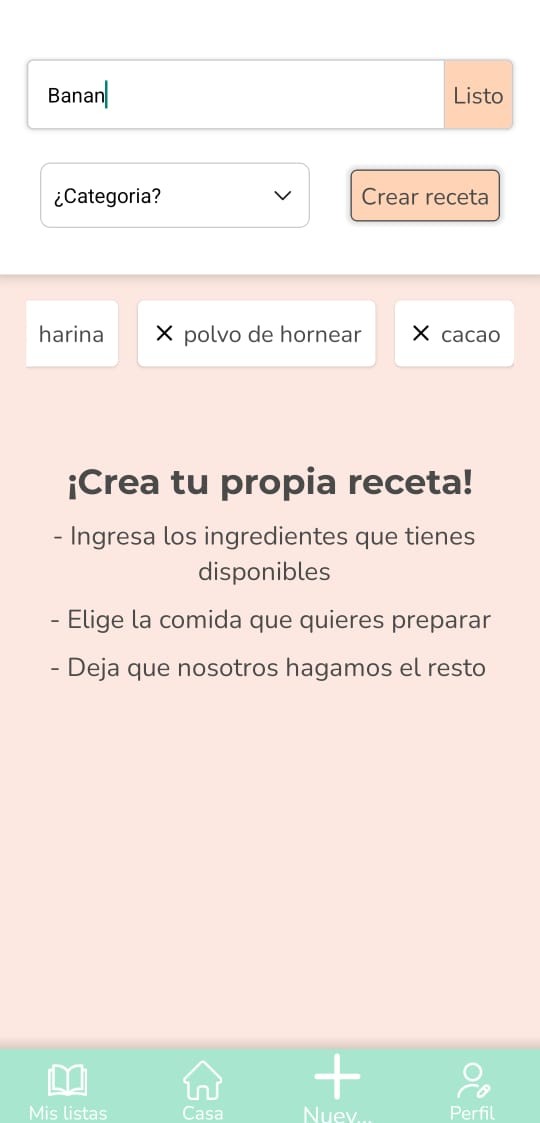 Banan
Listo
¿Categoria?
Crear receta
harina
polvo de hornear
cacao
¡Crea tu propia receta!
- Ingresa los ingredientes que tienes
disponibles
- Elige la comida que quieres preparar
- Deja que nosotros hagamos el resto
Mis listas
Casa
Nuev...
Perfil